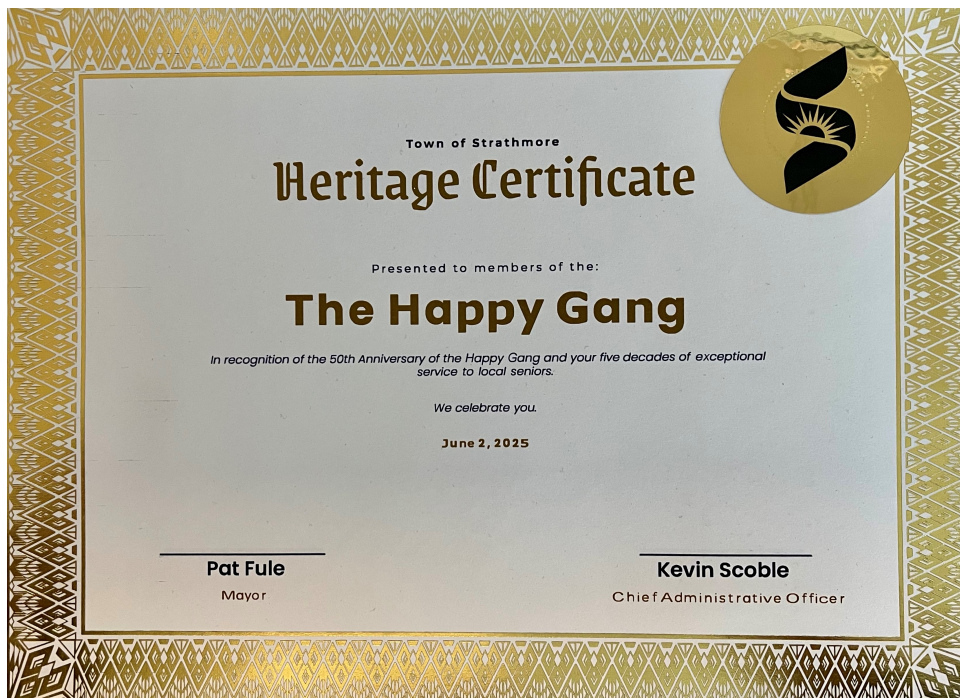 Town of Strathmore
Heritage Certificate
Presented to members of the:
The Happy Gang
In recognition of the 50th Anniversary of the Happy Gang and your five decades of exceptional
service to local seniors.
We celebrate you.
June 2, 2025
Pat Fule
Mayor
Kevin Scoble
Chief Administrative Officer